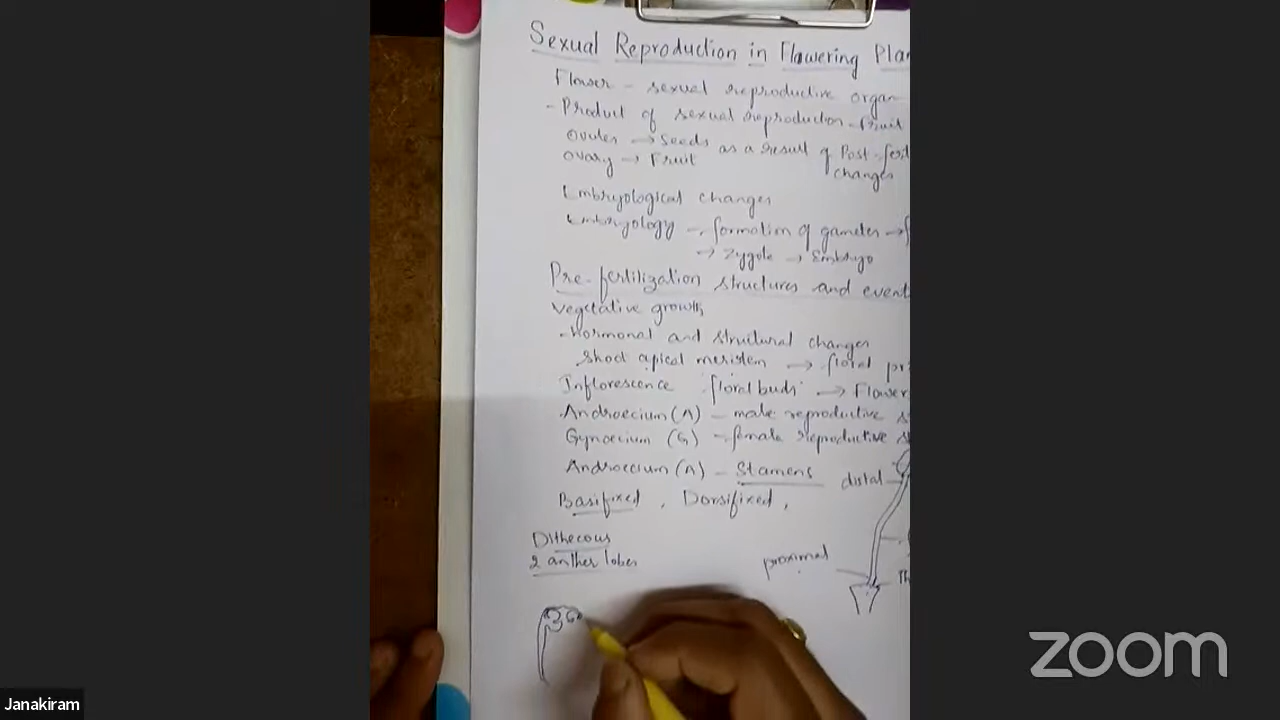 Sexual Reproduction in Flowering Plan
Flower - sexual reproductive organ
- Product of sexual reproduction - Fruit
Ovules → Seeds as a result of Post-fert
Ovary → Fruit changes
Embryological changes
Embryology - formation of gametes → f
→ Zygote → Embryo
Pre-fertilization structures and event
Vegetative growth
- Hormonal and structural changes
Shoot apical meristem → floral pr
Inflorescence floral buds → Flower
Androecium (A) - male reproductive s
Gynoecium (G) - female reproductive s
Androecium (A) - Stamens
distal
Basifixed, Dorsifixed,
Dithecous
2 anther lobes
proximal
Th
zoom
Janakiram